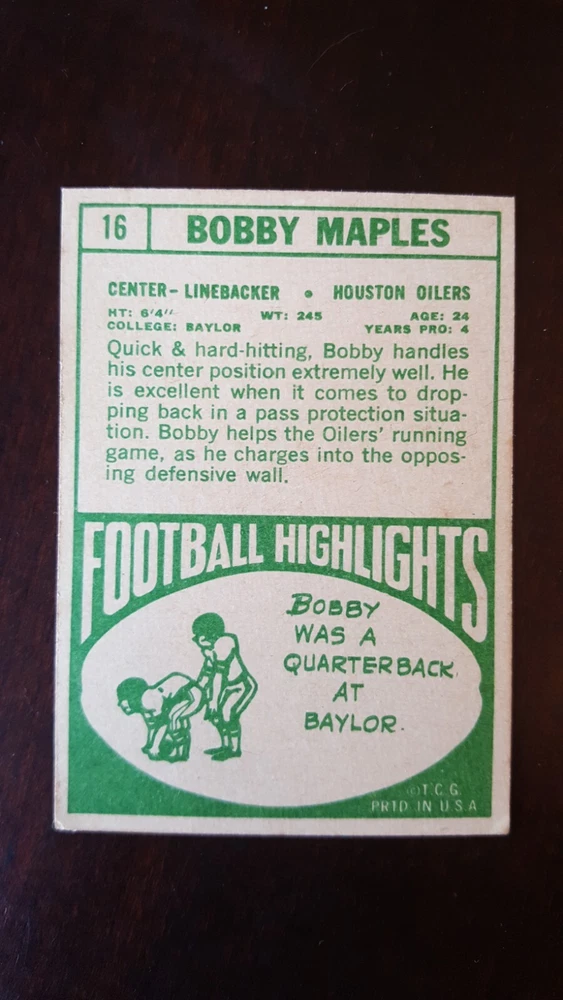 16 BOBBY MAPLES
CENTER-LINEBACKER • HOUSTON OILERS
HT: 6'4" WT: 245 AGE: 24
COLLEGE: BAYLOR YEARS PRO: 4
Quick & hard-hitting, Bobby handles
his center position extremely well. He
is excellent when it comes to drop-
ping back in a pass protection situa-
tion. Bobby helps the Oilers' running
game, as he charges into the oppos-
ing defensive wall.
FOOTBALL HIGHLIGHTS
BOBBY
WAS A
QUARTERBACK
AT
BAYLOR.
©T.C.G.
PRTD. IN U.S.A.